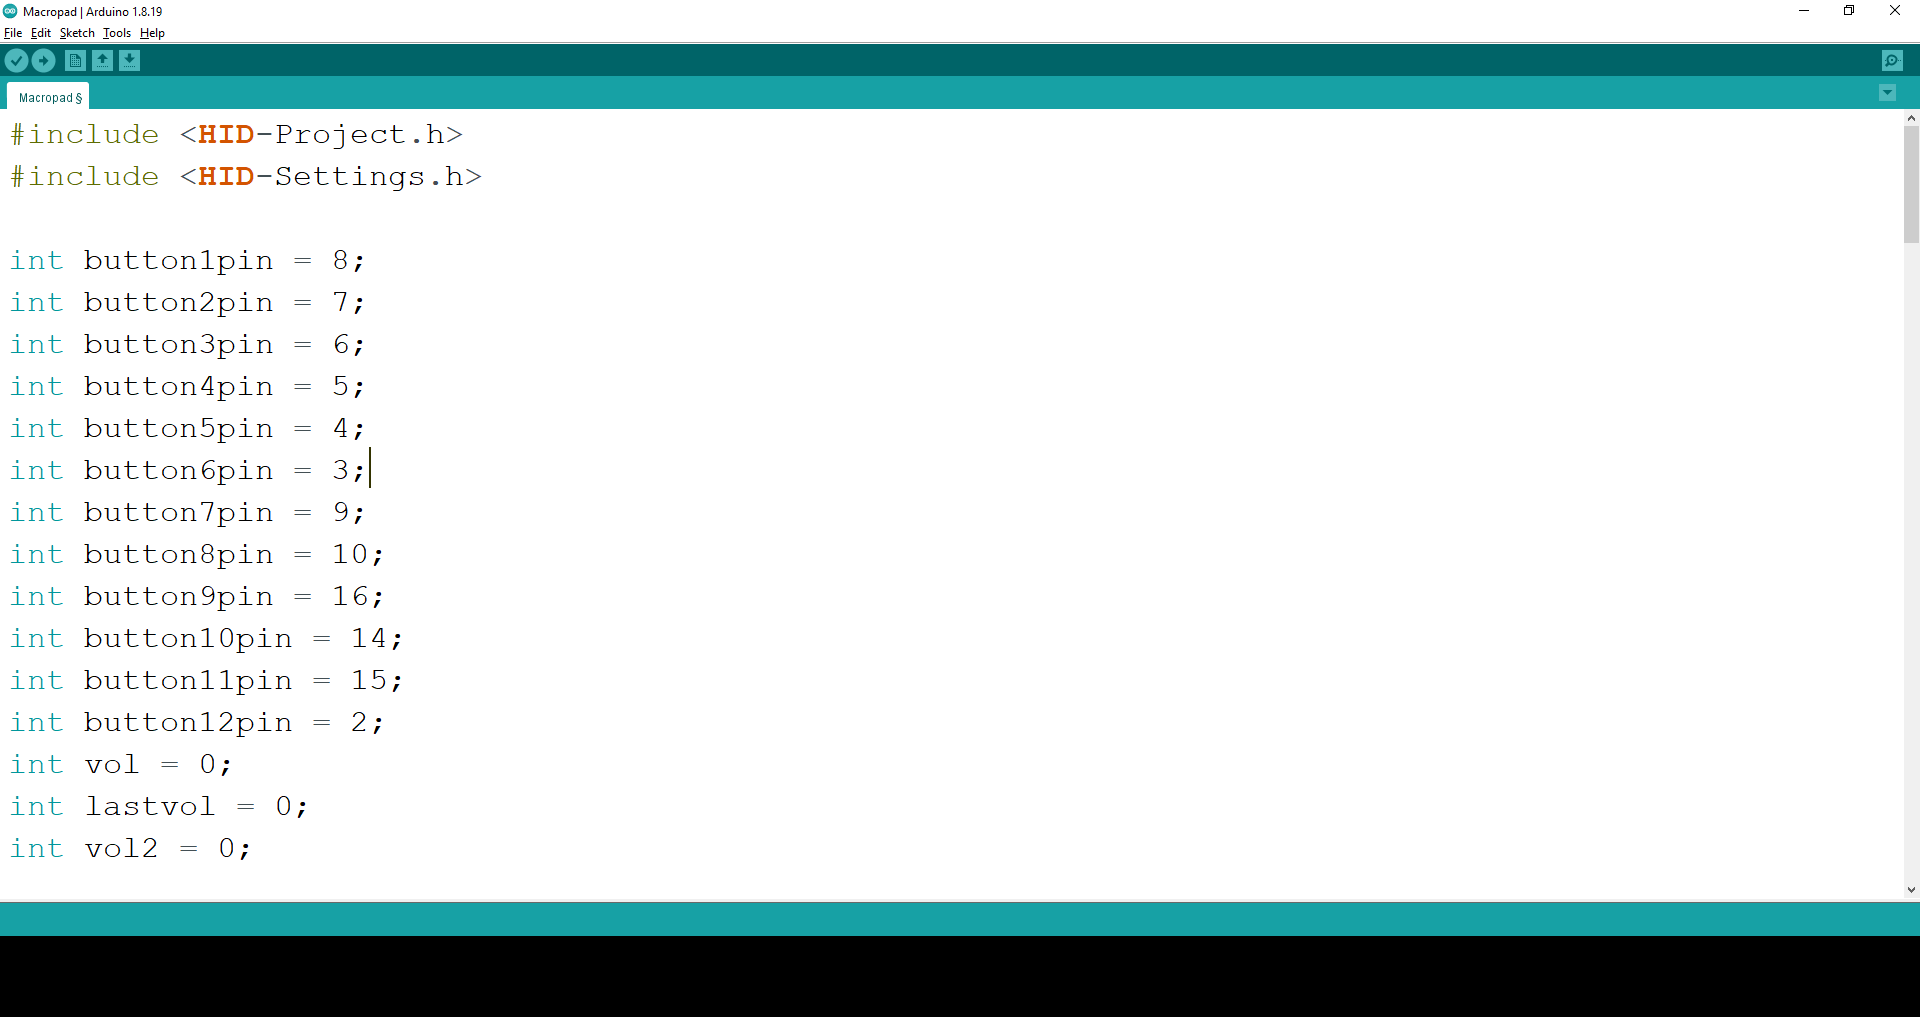 Macropad | Arduino 1.8.19
File Edit Sketch Tools Help
Macropad §
#include <HID-Project.h>
#include <HID-Settings.h>
int button1pin = 8;
int button2pin = 7;
int button3pin = 6;
int button4pin = 5;
int button5pin = 4;
int button6pin = 3;
int button7pin = 9;
int button8pin = 10;
int button9pin = 16;
int button10pin = 14;
int button11pin = 15;
int button12pin = 2;
int vol = 0;
int lastvol = 0;
int vol2 = 0;